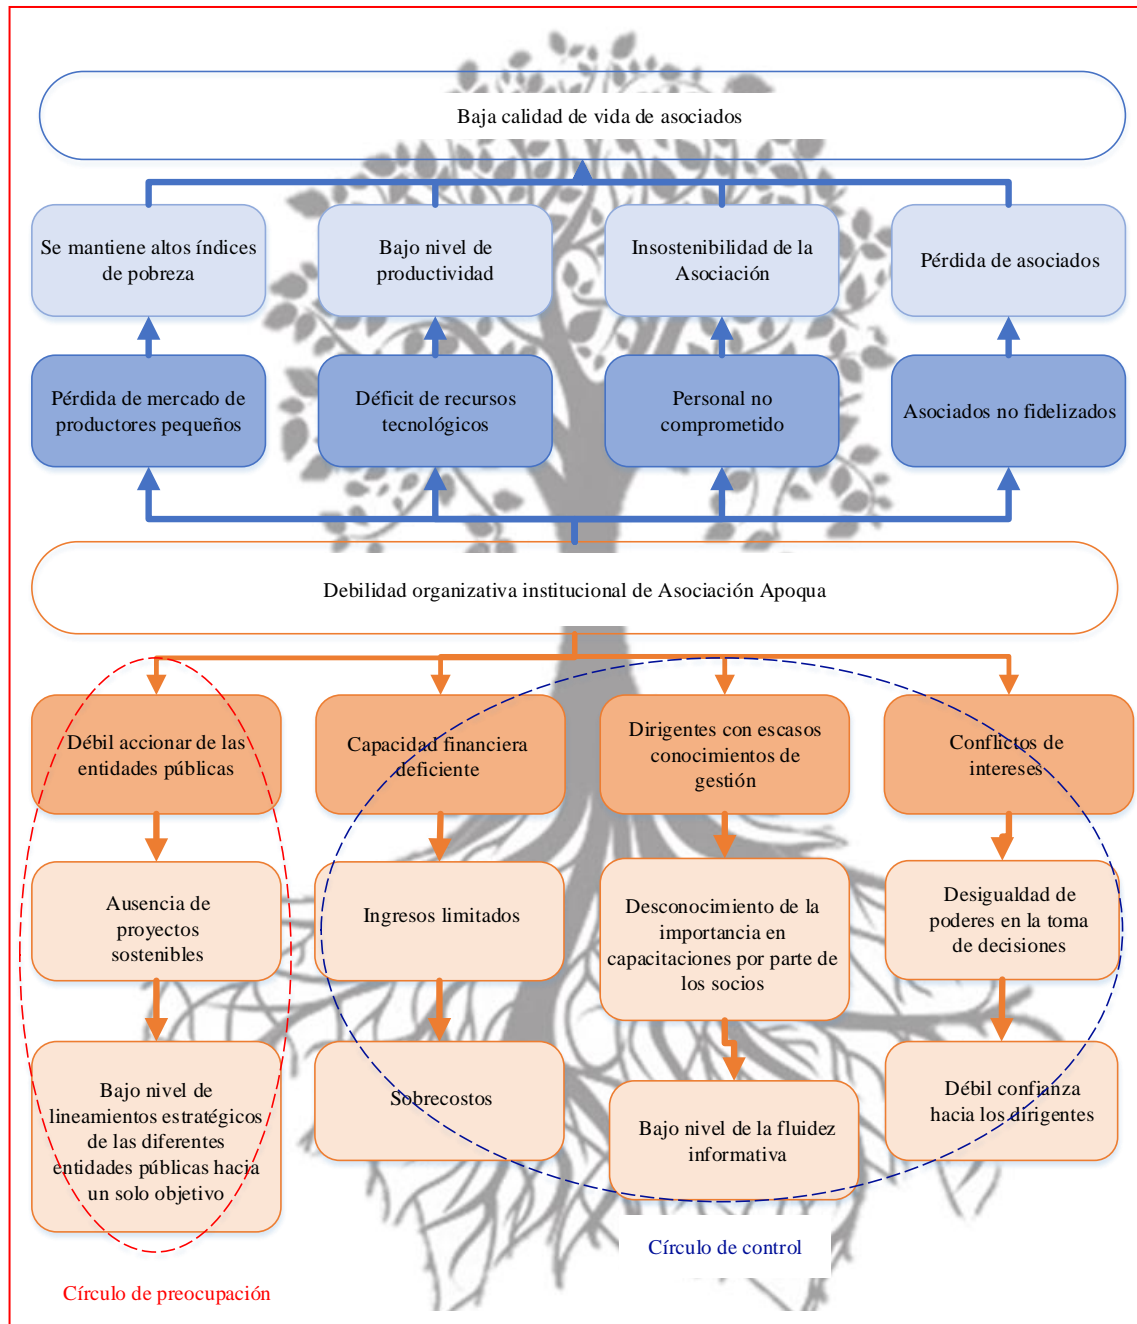 Baja calidad de vida de asociados
Se mantiene altos índices
de pobreza
Bajo nivel de
productividad
Insostenibilidad de la
Asociación
Pérdida de asociados
Pérdida de mercado de
productores pequeños
Déficit de recursos
tecnológicos
Personal no
comprometido
Asociados no fidelizados
Debilidad organizativa institucional de Asociación Apoqua
Débil accionar de las
entidades públicas
Capacidad financiera
deficiente
Dirigentes con escasos
conocimientos de
gestión
Conflictos de
intereses
Ausencia de
proyectos
sostenibles
Ingresos limitados
Desconocimiento de la
importancia en
capacitaciones por parte de
los socios
Desigualdad de
poderes en la toma
de decisiones
Bajo nivel de
lineamientos estratégicos
de las diferentes
entidades públicas hacia
un solo objetivo
Sobrecostos
Bajo nivel de la fluidez
informativa
Débil confianza
hacia los dirigentes
Círculo de control
Círculo de preocupación